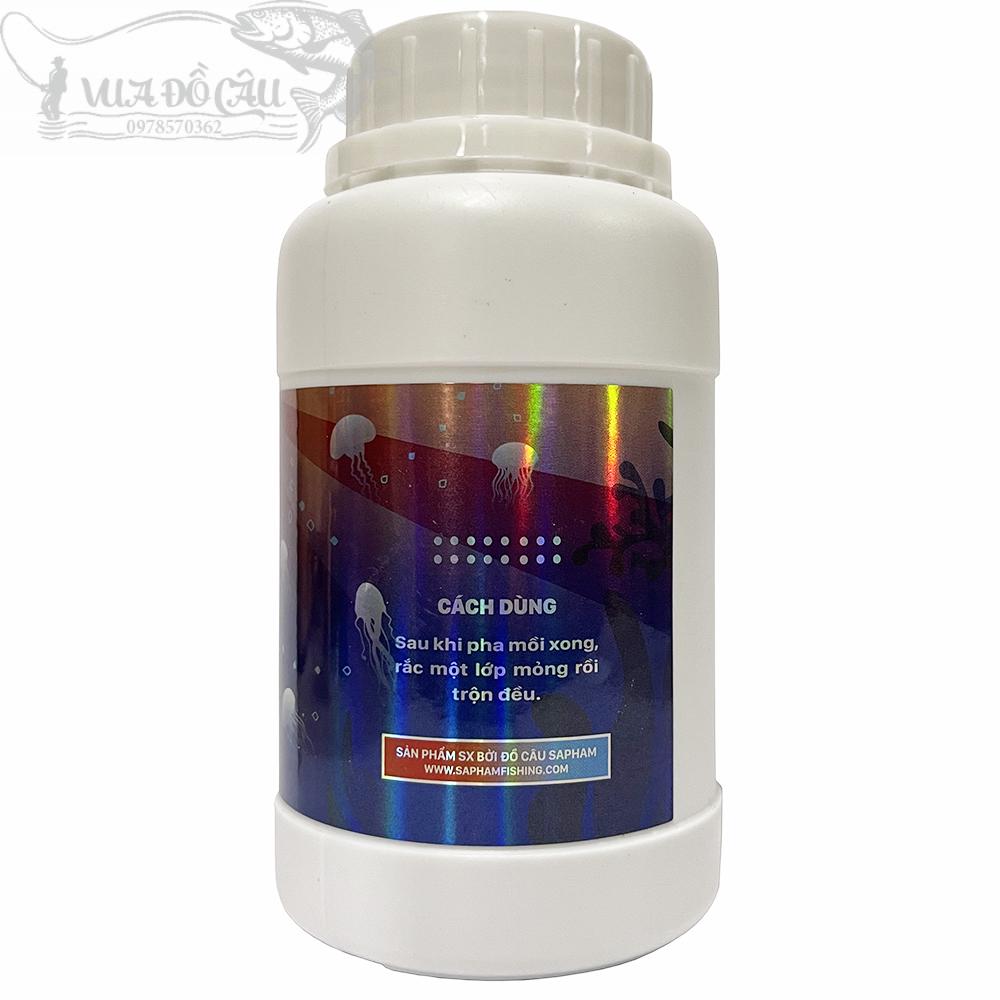 VUA ĐỒ CÂU
0978570362
CÁCH DÙNG
Sau khi pha mồi xong,
rắc một lớp mỏng rồi
trộn đều.
SẢN PHẨM SX BỞI ĐỒ CÂU SAPHAM
WWW.SAPHAMFISHING.COM